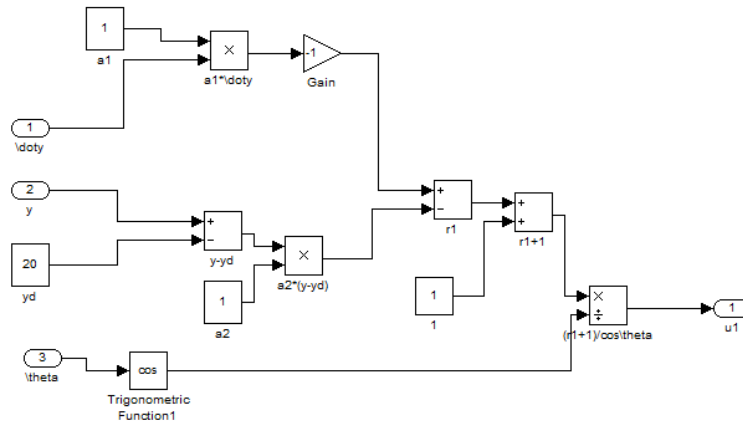 1
a1
×
a1*\doty
-1
Gain
1
\doty
2
y
20
yd
+
−
y-yd
1
a2
×
a2*(y-yd)
+
−
r1
1
1
+
+
r1+1
×
÷
(r1+1)/cos\theta
1
u1
3
\theta
cos
Trigonometric
Function1